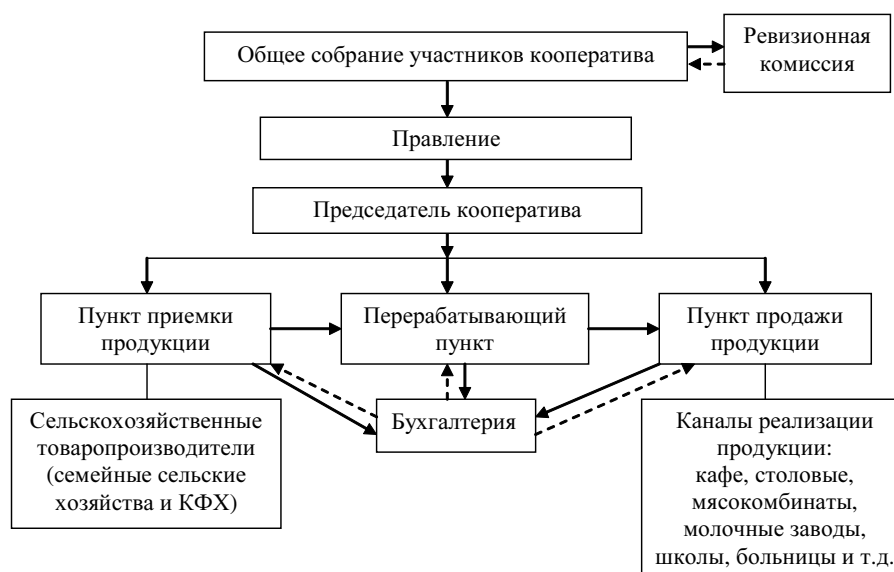 Общее собрание участников кооператива
Ревизионная
комиссия
Правление
Председатель кооператива
Пункт приемки
продукции
Перерабатывающий
пункт
Пункт продажи
продукции
Сельскохозяйственные
товаропроизводители
(семейные сельские
хозяйства и КФХ)
Бухгалтерия
Каналы реализации
продукции:
кафе, столовые,
мясокомбинаты,
молочные заводы,
школы, больницы и т.д.